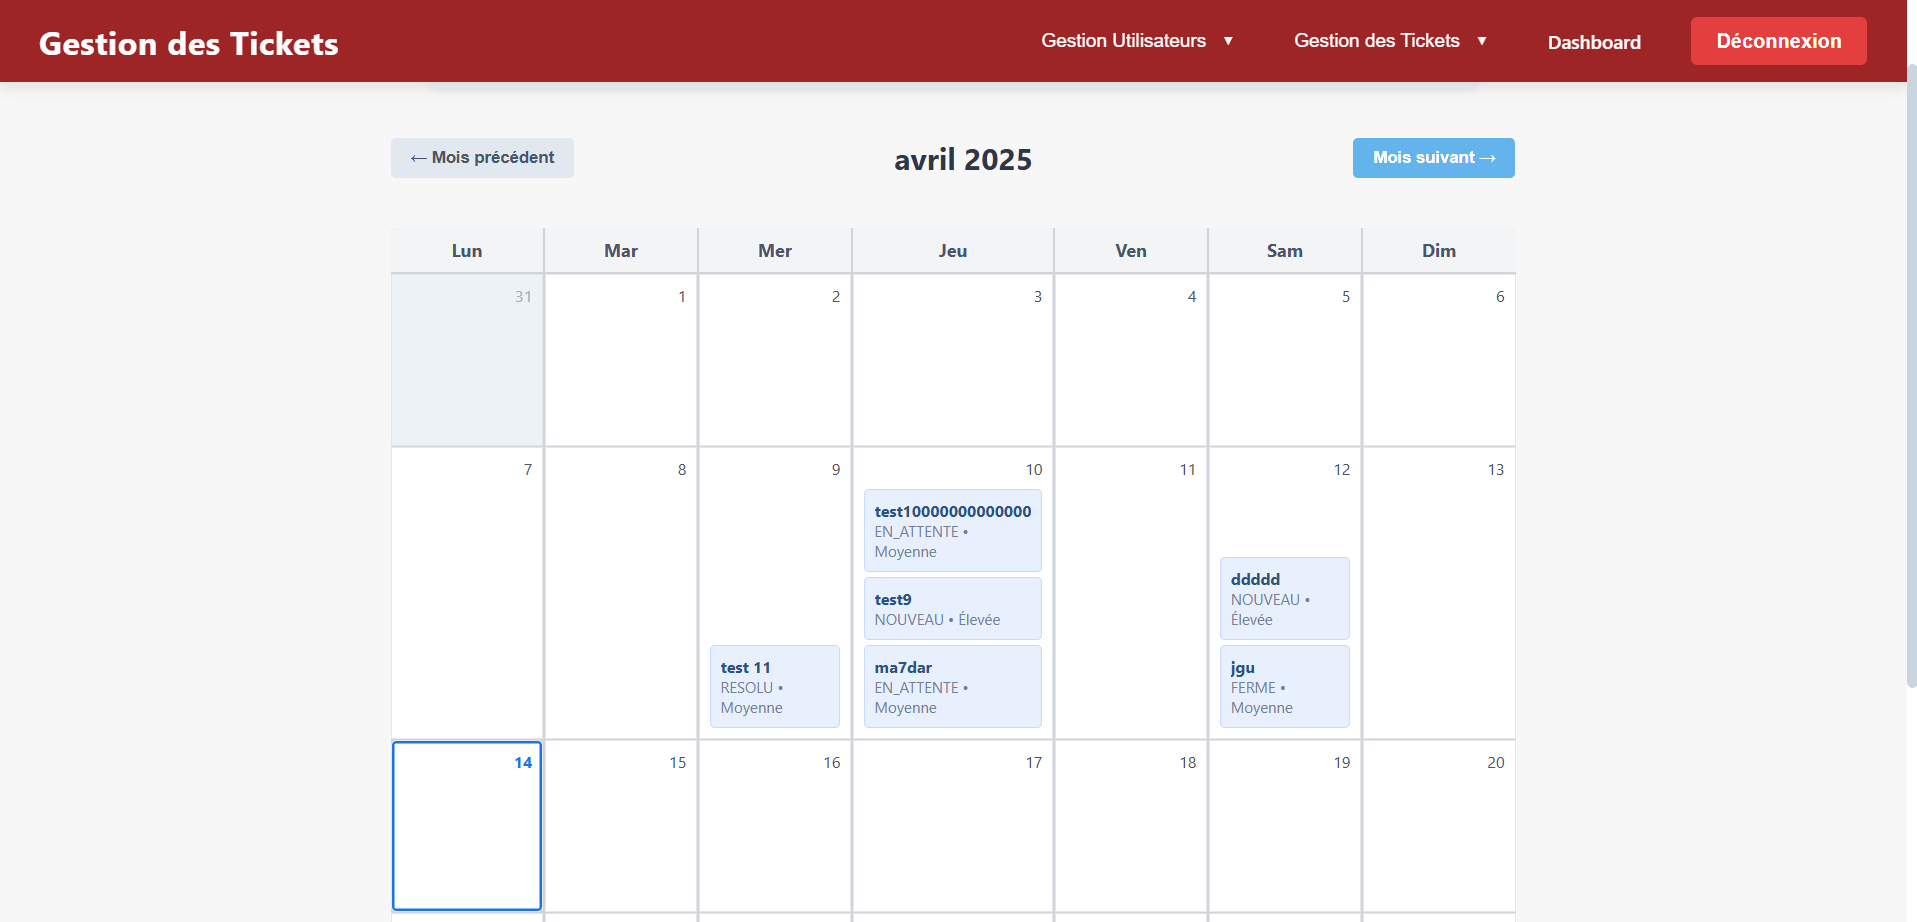 Gestion des Tickets
Gestion Utilisateurs ▼
Gestion des Tickets ▼
Dashboard
Déconnexion
← Mois précédent
avril 2025
Mois suivant →
Lun Mar Mer Jeu Ven Sam Dim
31 1 2 3 4 5 6
7 8 9 10 11 12 13
test 11
RESOLU •
Moyenne
test10000000000000
EN_ATTENTE •
Moyenne
test9
NOUVEAU • Élevée
ma7dar
EN_ATTENTE •
Moyenne
ddddd
NOUVEAU •
Élevée
jgu
FERME •
Moyenne
14 15 16 17 18 19 20